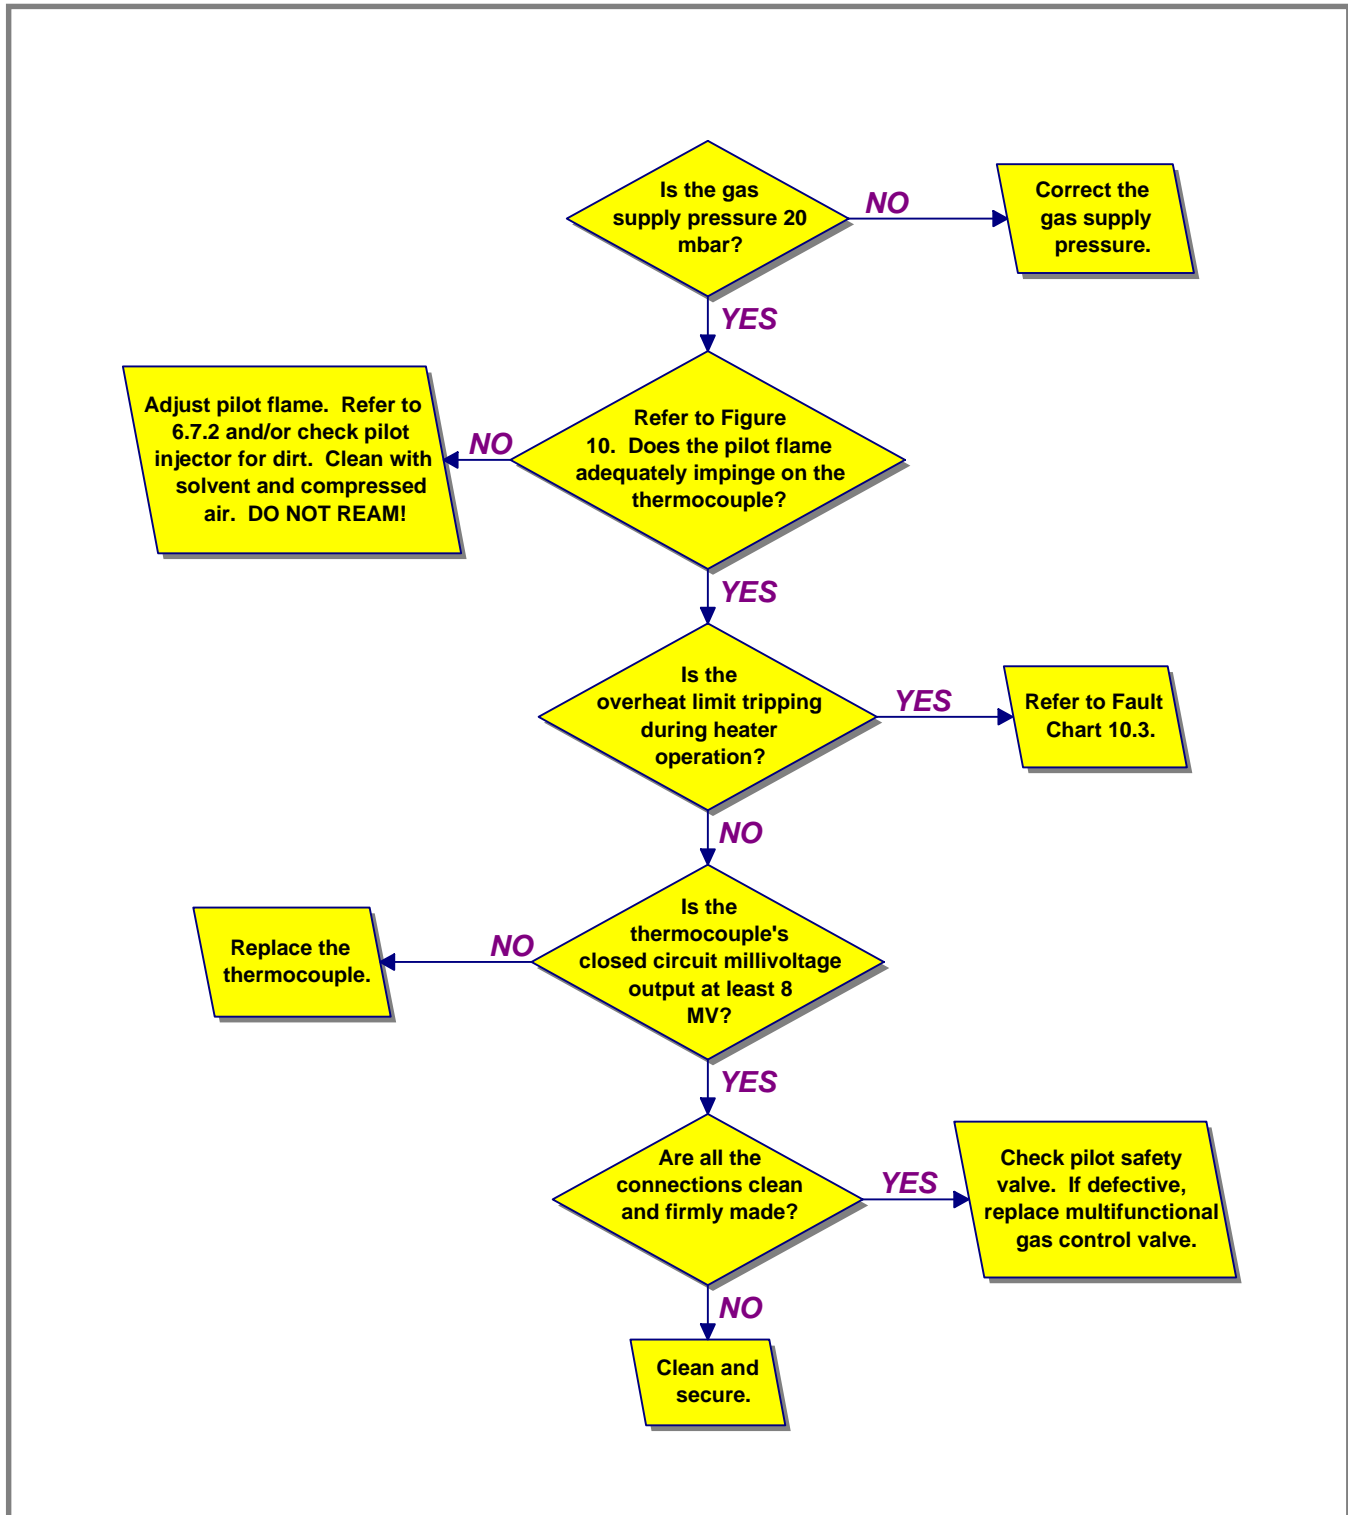 Is the gas
supply pressure 20
mbar?
NO
Correct the
gas supply
pressure.
YES
Refer to Figure
10.  Does the pilot flame
adequately impinge on the
thermocouple?
NO
Adjust pilot flame.  Refer to
6.7.2 and/or check pilot
injector for dirt.  Clean with
solvent and compressed
air.  DO NOT REAM!
YES
Is the
overheat limit tripping
during heater
operation?
YES
Refer to Fault
Chart 10.3.
NO
Is the
thermocouple's
closed circuit millivoltage
output at least 8
MV?
NO
Replace the
thermocouple.
YES
Are all the
connections clean
and firmly made?
YES
Check pilot safety
valve.  If defective,
replace multifunctional
gas control valve.
NO
Clean and
secure.